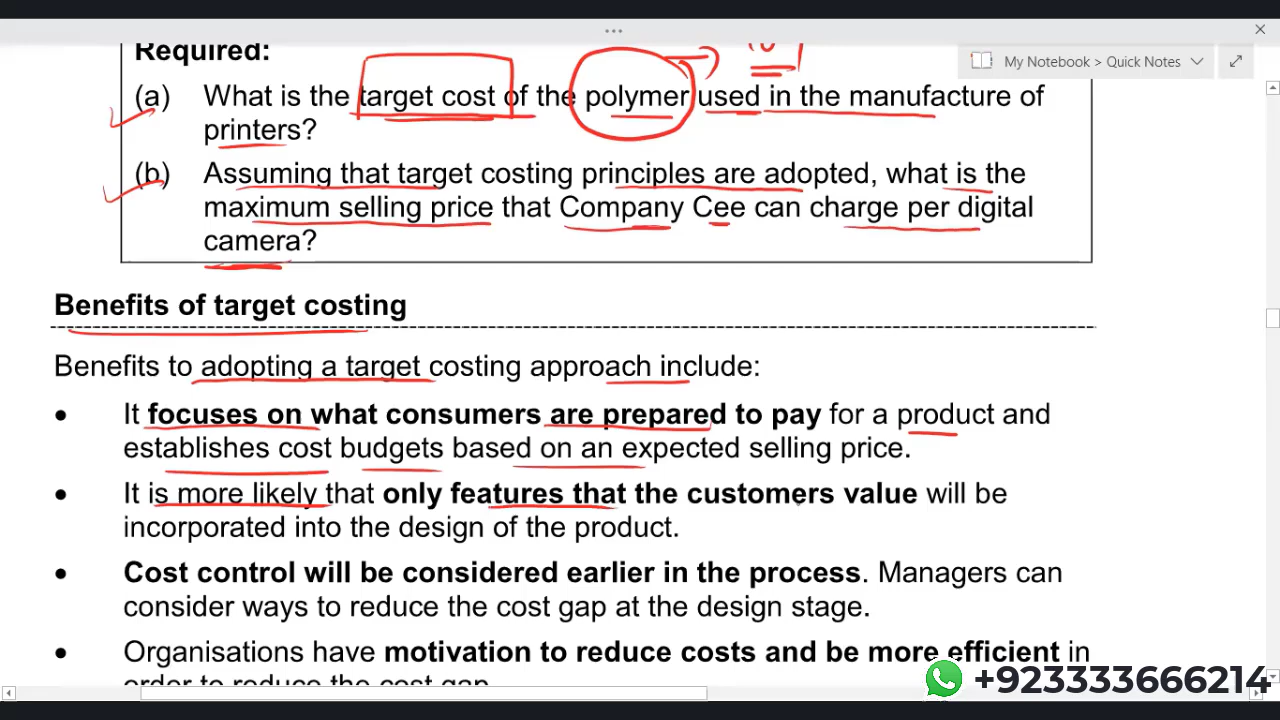 Required:
My Notebook > Quick Notes
(a) What is the target cost of the polymer used in the manufacture of
printers?
(b) Assuming that target costing principles are adopted, what is the
maximum selling price that Company Cee can charge per digital
camera?
Benefits of target costing
Benefits to adopting a target costing approach include:
• It focuses on what consumers are prepared to pay for a product and
establishes cost budgets based on an expected selling price.
• It is more likely that only features that the customers value will be
incorporated into the design of the product.
• Cost control will be considered earlier in the process. Managers can
consider ways to reduce the cost gap at the design stage.
• Organisations have motivation to reduce costs and be more efficient in
order to reduce the cost gap
+923333666214